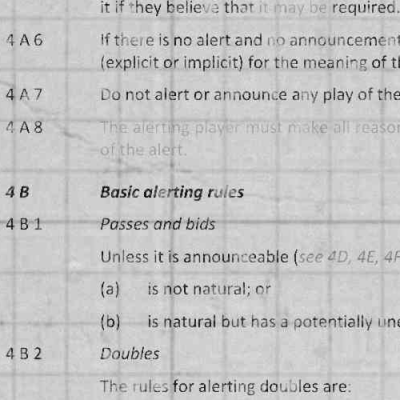 it if they believe that it may be required.
4 A 6 If there is no alert and no announcement
(explicit or implicit) for the meaning of
4 A 7 Do not alert or announce any play of the
4 A 8 The alerting player must make all
of the alert.
4 B Basic alerting rules
4 B 1 Passes and bids
Unless it is announceable (see 4D, 4E,
(a) is not natural; or
(b) is natural but has a potentially
4 B 2 Doubles
The rules for alerting doubles are: